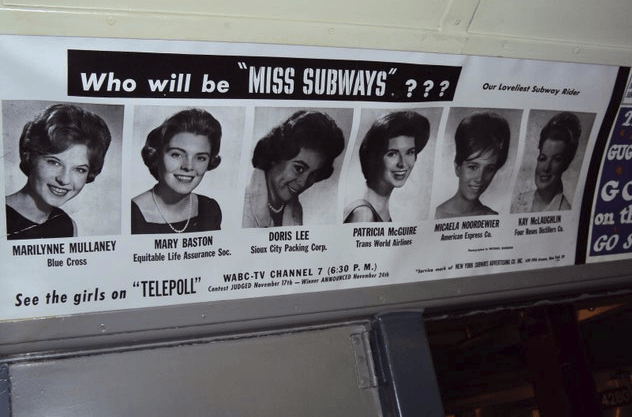 Who will be "MISS SUBWAYS" ???
Our Loveliest Subway Rider
MARILYNNE MULLANEY
Blue Cross
MARY BASTON
Equitable Life Assurance Soc.
DORIS LEE
Sioux City Packing Corp.
PATRICIA McGUIRE
Trans World Airlines
MICAELA NOORDEWIER
American Express Co.
KAY McLAUGHLIN
Four Roses Distillers Co.
See the girls on "TELEPOLL"
WABC-TV CHANNEL 7 (6:30 P. M.)
Contest JUDGED November 17th — Winner ANNOUNCED November 24th
*Service mark of NEW YORK SUBWAYS ADVERTISING CO. INC.
GO
on th
GO S